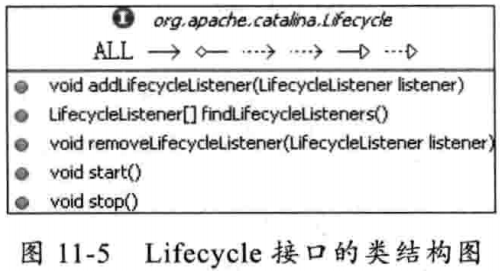 I org.apache.catalina.Lifecycle
ALL
void addLifecycleListener(LifecycleListener listener)
LifecycleListener[] findLifecycleListeners()
void removeLifecycleListener(LifecycleListener listener)
void start()
void stop()
图 11-5 Lifecycle 接口的类结构图